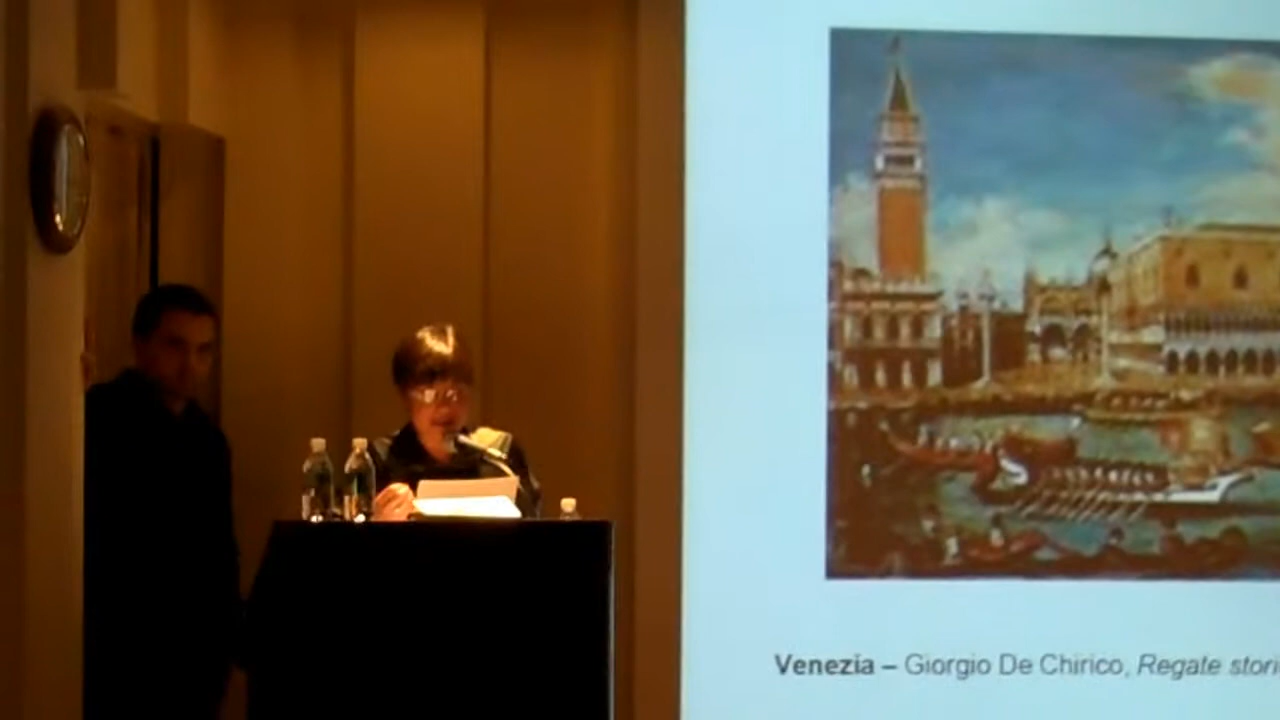 Venezia – Giorgio De Chirico, Regate stori